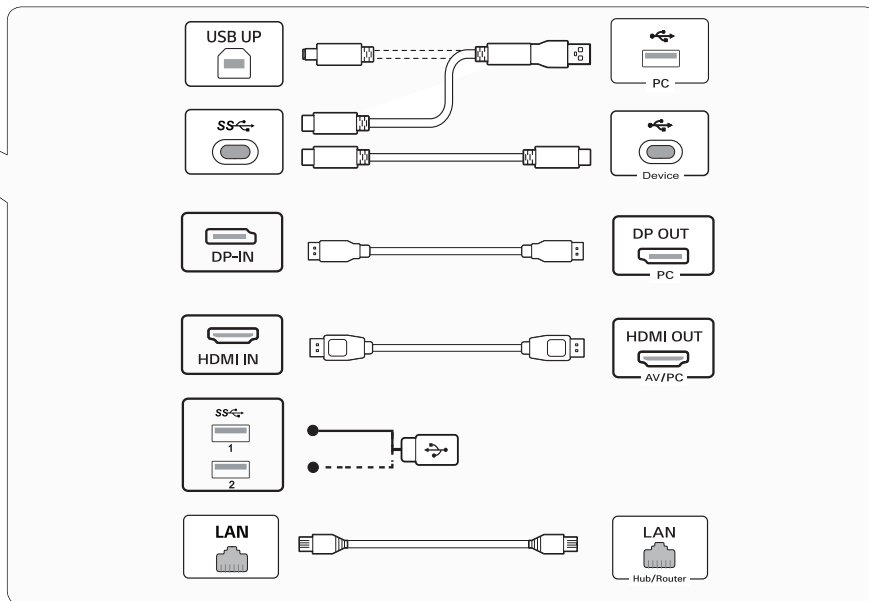 USB UP
PC
SS
Device
DP-IN
DP OUT
PC
HDMI IN
HDMI OUT
AV/PC
SS
1
2
LAN
LAN
Hub/Router